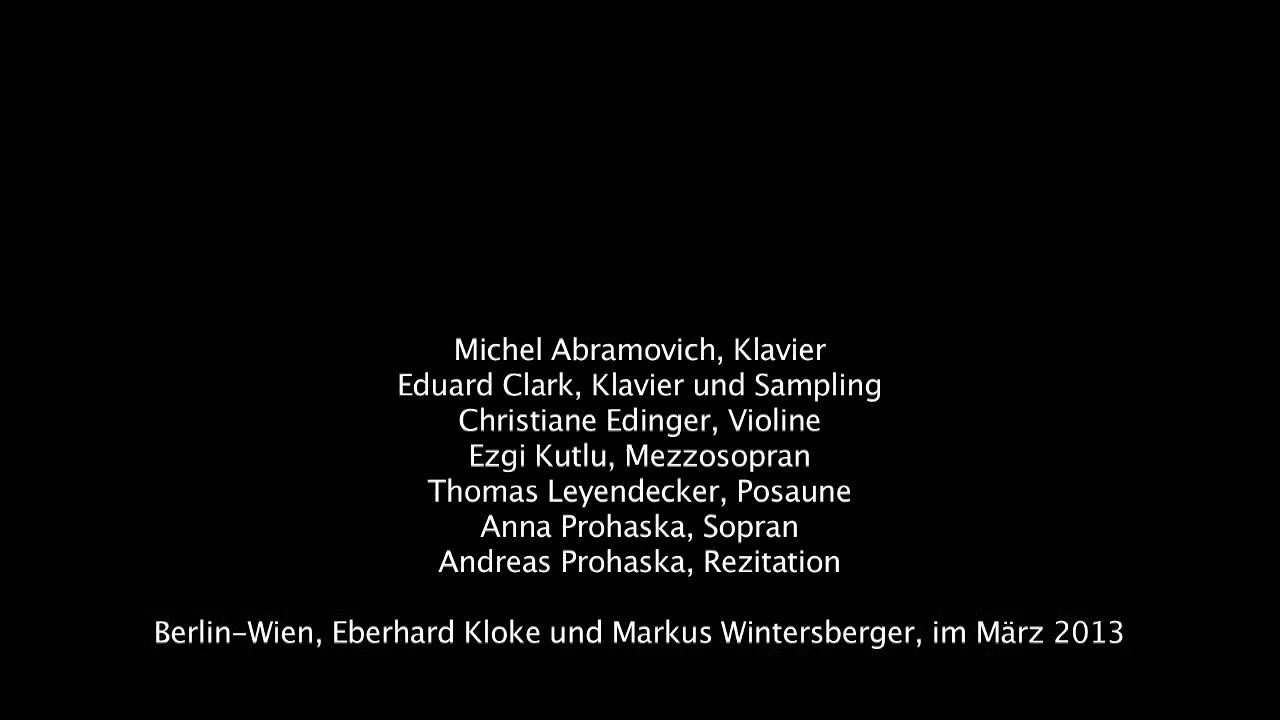 Michel Abramovich, Klavier
Eduard Clark, Klavier und Sampling
Christiane Edinger, Violine
Ezgi Kutlu, Mezzosopran
Thomas Leyendecker, Posaune
Anna Prohaska, Sopran
Andreas Prohaska, Rezitation
Berlin-Wien, Eberhard Kloke und Markus Wintersberger, im März 2013